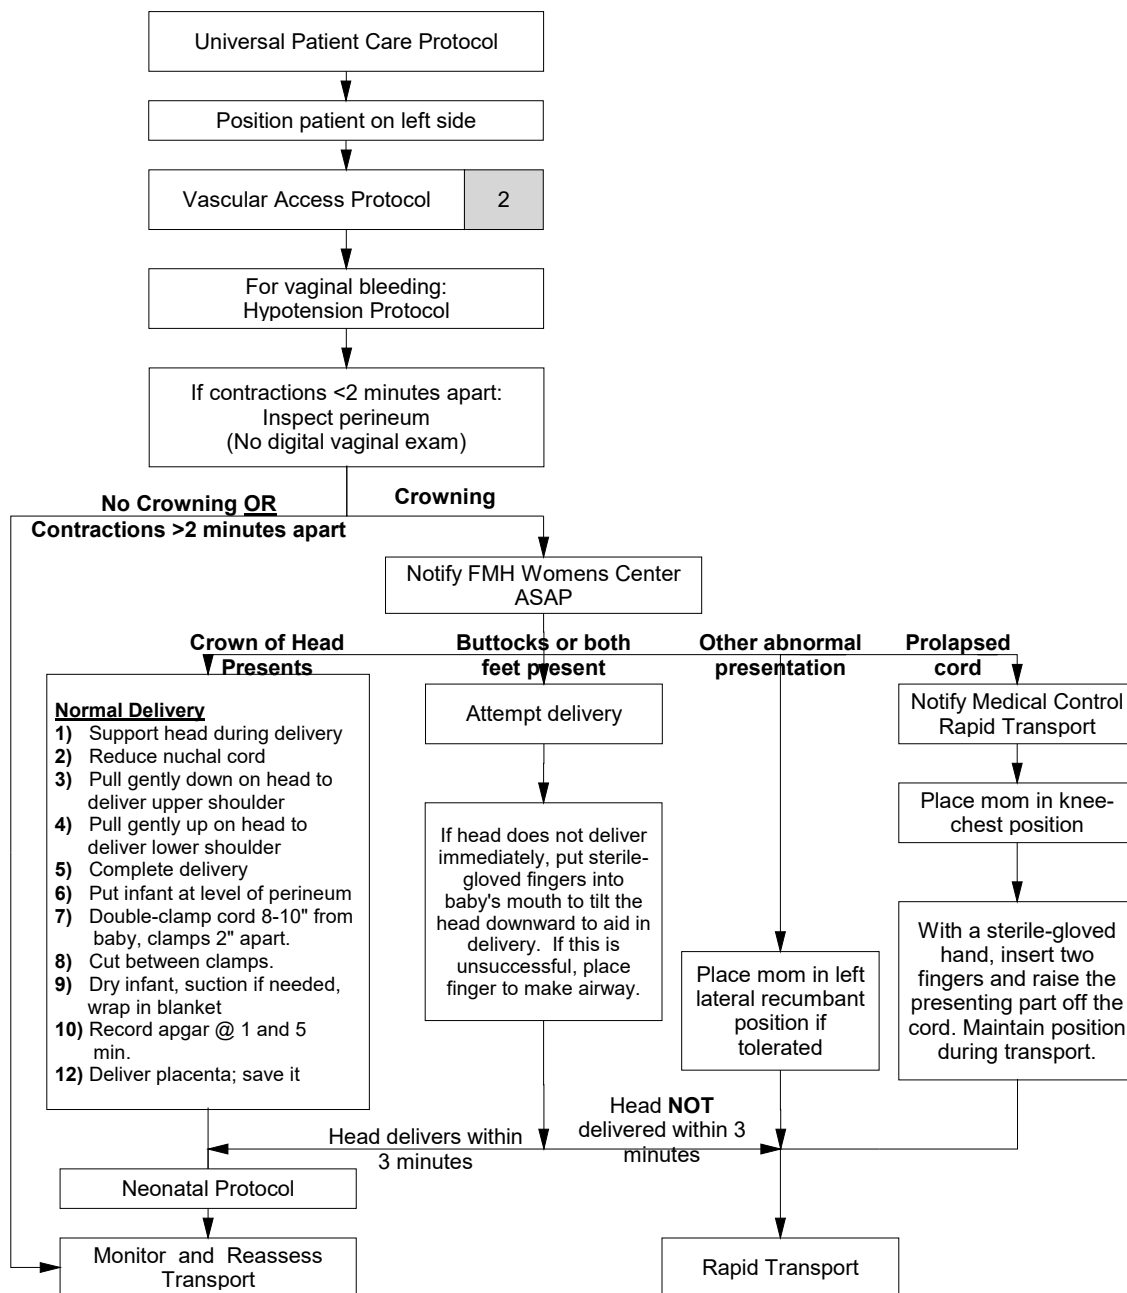 Universal Patient Care Protocol
Position patient on left side
Vascular Access Protocol
2
For vaginal bleeding:
Hypotension Protocol
If contractions <2 minutes apart:
Inspect perineum
(No digital vaginal exam)
No Crowning OR
Contractions >2 minutes apart
Crowning
Notify FMH Womens Center
ASAP
Crown of Head
Presents
Buttocks or both
feet present
Other abnormal
presentation
Prolapsed
cord
Normal Delivery
1) Support head during delivery
2) Reduce nuchal cord
3) Pull gently down on head to
deliver upper shoulder
4) Pull gently up on head to
deliver lower shoulder
5) Complete delivery
6) Put infant at level of perineum
7) Double-clamp cord 8-10" from
baby, clamps 2" apart.
8) Cut between clamps.
9) Dry infant, suction if needed,
wrap in blanket
10) Record apgar @ 1 and 5
min.
12) Deliver placenta; save it
Attempt delivery
If head does not deliver
immediately, put sterile-
gloved fingers into
baby's mouth to tilt the
head downward to aid in
delivery. If this is
unsuccessful, place
finger to make airway.
Place mom in left
lateral recumbant
position if
tolerated
Notify Medical Control
Rapid Transport
Place mom in knee-
chest position
With a sterile-gloved
hand, insert two
fingers and raise the
presenting part off the
cord. Maintain position
during transport.
Head delivers within
3 minutes
Head NOT
delivered within 3
minutes
Neonatal Protocol
Monitor and Reassess
Transport
Rapid Transport